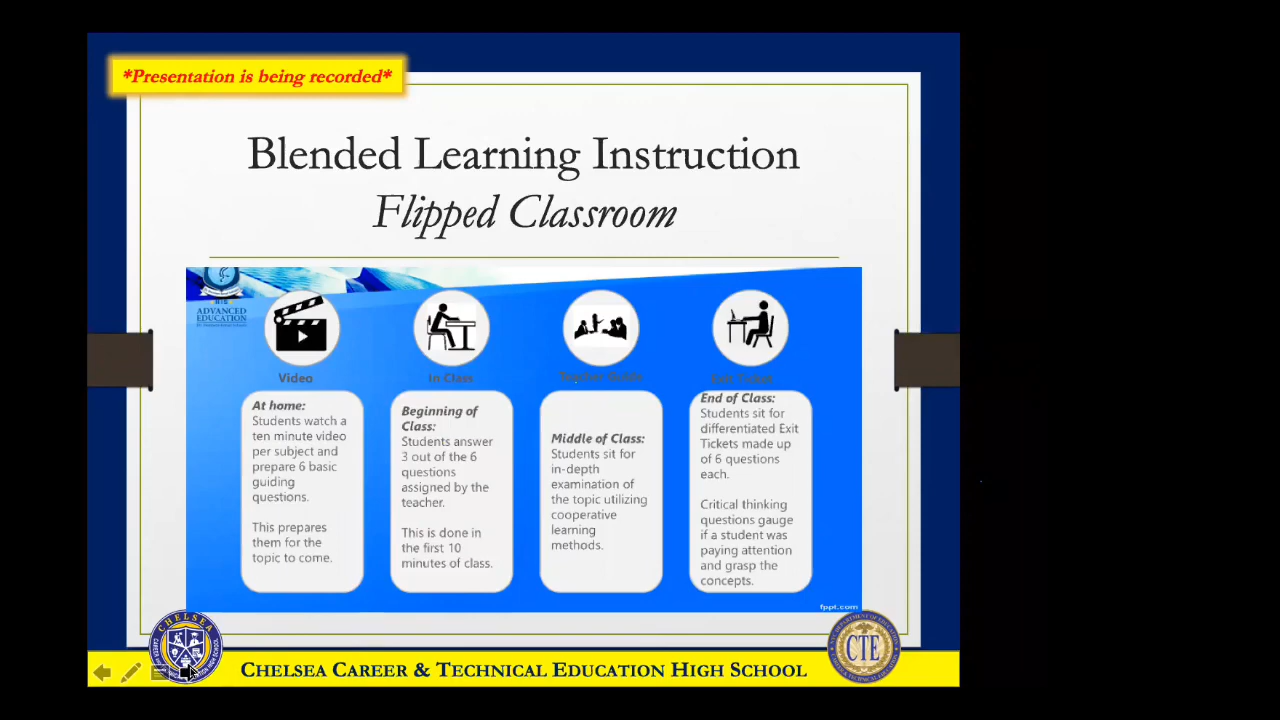 *Presentation is being recorded*
Blended Learning Instruction
Flipped Classroom
ADVANCED
EDUCATION
Video
In Class
Teacher Guide
Exit Ticket
At home:
Students watch a
ten minute video
per subject and
prepare 6 basic
guiding
questions.
This prepares
them for the
topic to come.
Beginning of
Class:
Students answer
3 out of the 6
questions
assigned by the
teacher.
This is done in
the first 10
minutes of class.
Middle of Class:
Students sit for
in-depth
examination of
the topic utilizing
cooperative
learning
methods.
End of Class:
Students sit for
differentiated Exit
Tickets made up
of 6 questions
each.
Critical thinking
questions gauge
if a student was
paying attention
and grasp the
concepts.
fppt.com
CHELSEA
CTE
CHELSEA CAREER & TECHNICAL EDUCATION HIGH SCHOOL